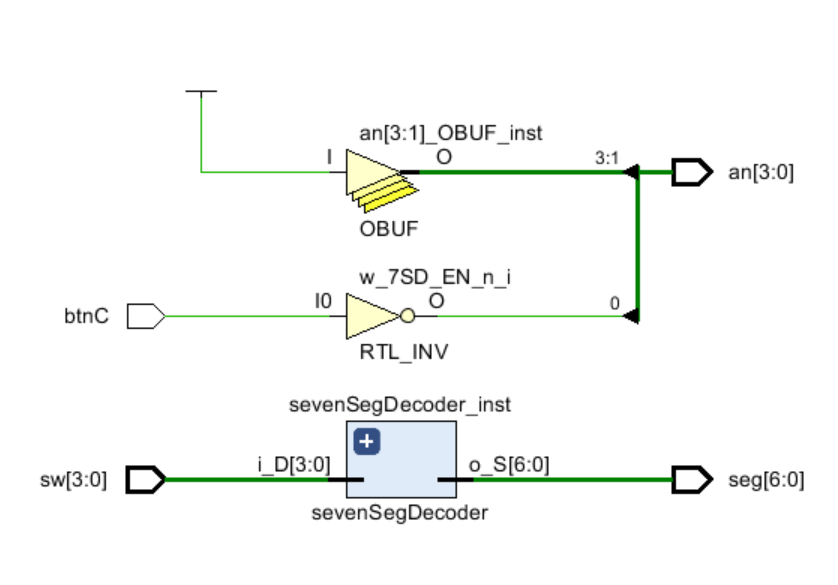 an[3:1]_OBUF_inst
I
O
3:1
an[3:0]
OBUF
w_7SD_EN_n_i
I0
O
0
btnC
RTL_INV
sevenSegDecoder_inst
+
i_D[3:0]
o_S[6:0]
sw[3:0]
seg[6:0]
sevenSegDecoder